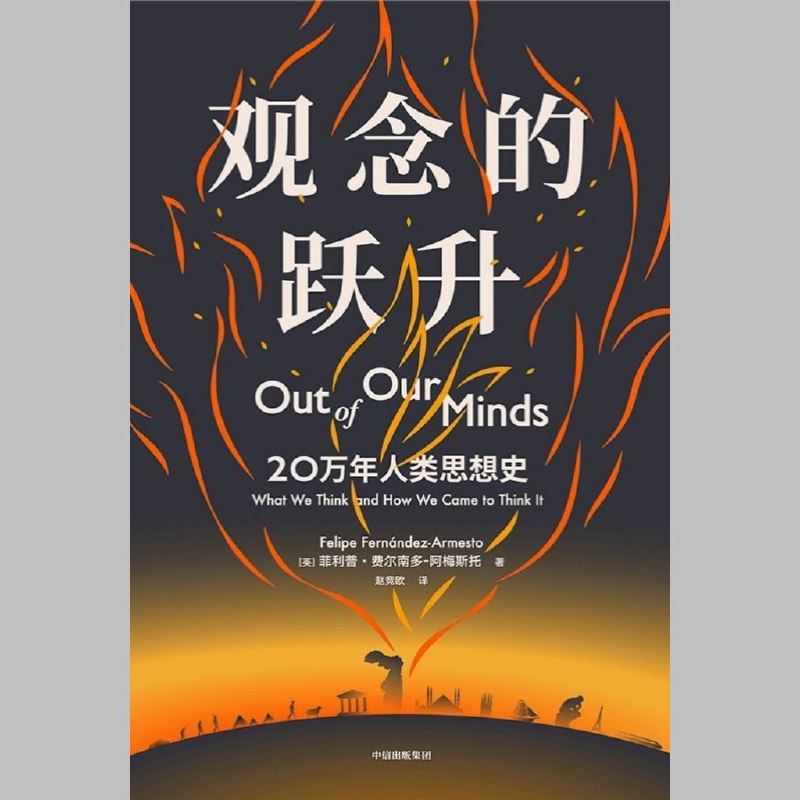 观念的
跃升
Out of Our Minds
20万年人类思想史
What We Think and How We Came to Think It
Felipe Fernández-Armesto
[英] 菲利普·费尔南多-阿梅斯托 著
赵竞欧 译
中信出版集团